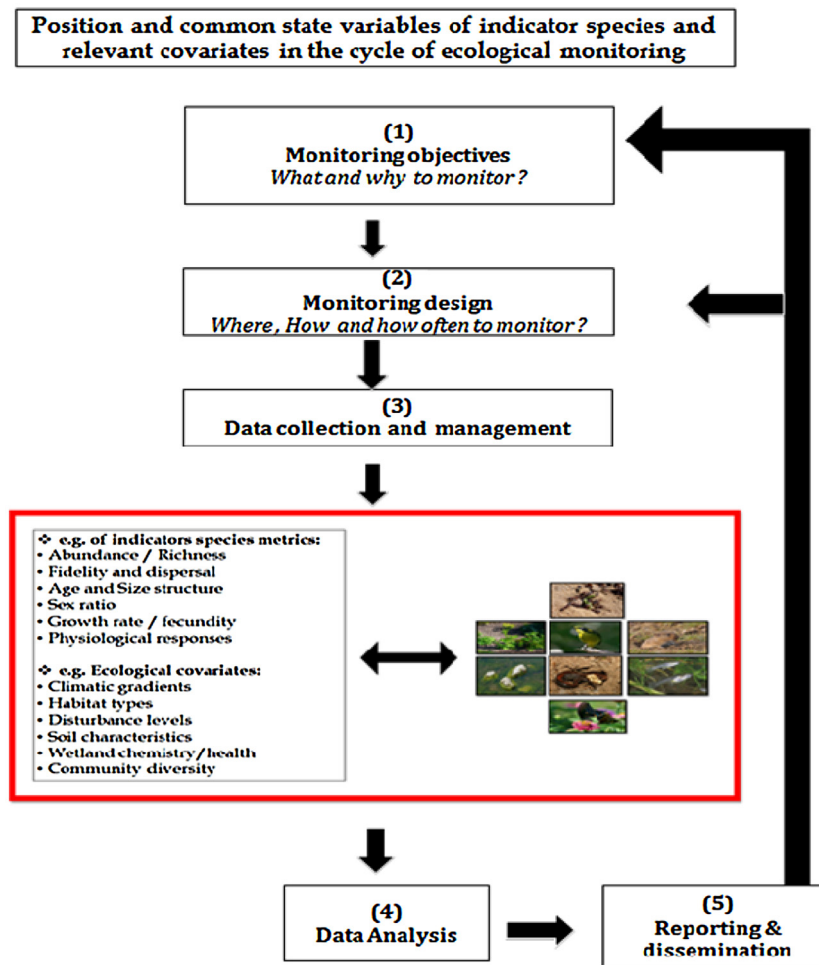 Position and common state variables of indicator species and
relevant covariates in the cycle of ecological monitoring
(1)
Monitoring objectives
What and why to monitor?
(2)
Monitoring design
Where, How and how often to monitor?
(3)
Data collection and management
❖ e.g. of indicators species metrics:
• Abundance / Richness
• Fidelity and dispersal
• Age and Size structure
• Sex ratio
• Growth rate / fecundity
• Physiological responses
❖ e.g. Ecological covariates:
• Climatic gradients
• Habitat types
• Disturbance levels
• Soil characteristics
• Wetland chemistry/health
• Community diversity
(4)
Data Analysis
(5)
Reporting &
dissemination